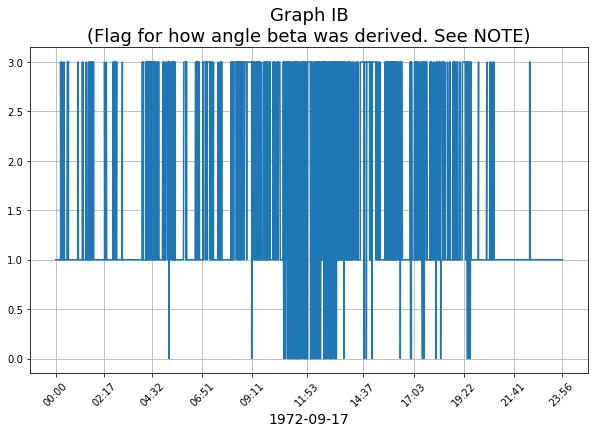 Graph IB
(Flag for how angle beta was derived. See NOTE)
3.0
2.5
2.0
1.5
1.0
0.5
0.0
00:00 02:17 04:32 06:51 09:11 11:53 14:37 17:03 19:22 21:41 23:56
1972-09-17